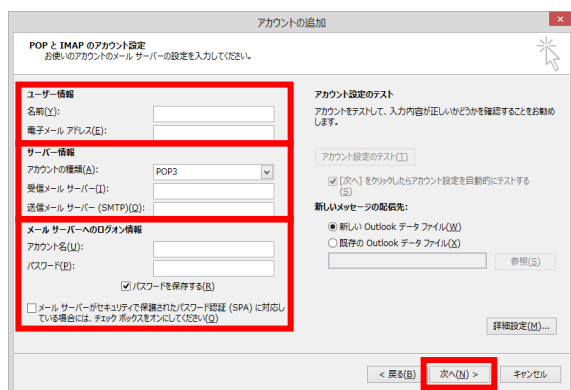 アカウントの追加
×
POP と IMAP のアカウント設定
お使いのアカウントのメール サーバーの設定を入力してください。
ユーザー情報
名前(Y):
電子メール アドレス(E):
サーバー情報
アカウントの種類(A): POP3
受信メール サーバー(I):
送信メール サーバー (SMTP)(O):
メール サーバーへのログオン情報
アカウント名(U):
パスワード(P):
パスワードを保存する(R)
メール サーバーがセキュリティで保護されたパスワード認証 (SPA) に対応し
ている場合には、チェック ボックスをオンにしてください(Q)
アカウント設定のテスト
アカウントをテストして、入力内容が正しいかどうかを確認することをお勧め
します。
アカウント設定のテスト(T)
[次へ] をクリックしたらアカウント設定を自動的にテストする
(S)
新しいメッセージの配信先:
新しい Outlook データ ファイル(W)
既存の Outlook データ ファイル(X)
参照(S)
詳細設定(M)...
< 戻る(B)
次へ(N) >
キャンセル